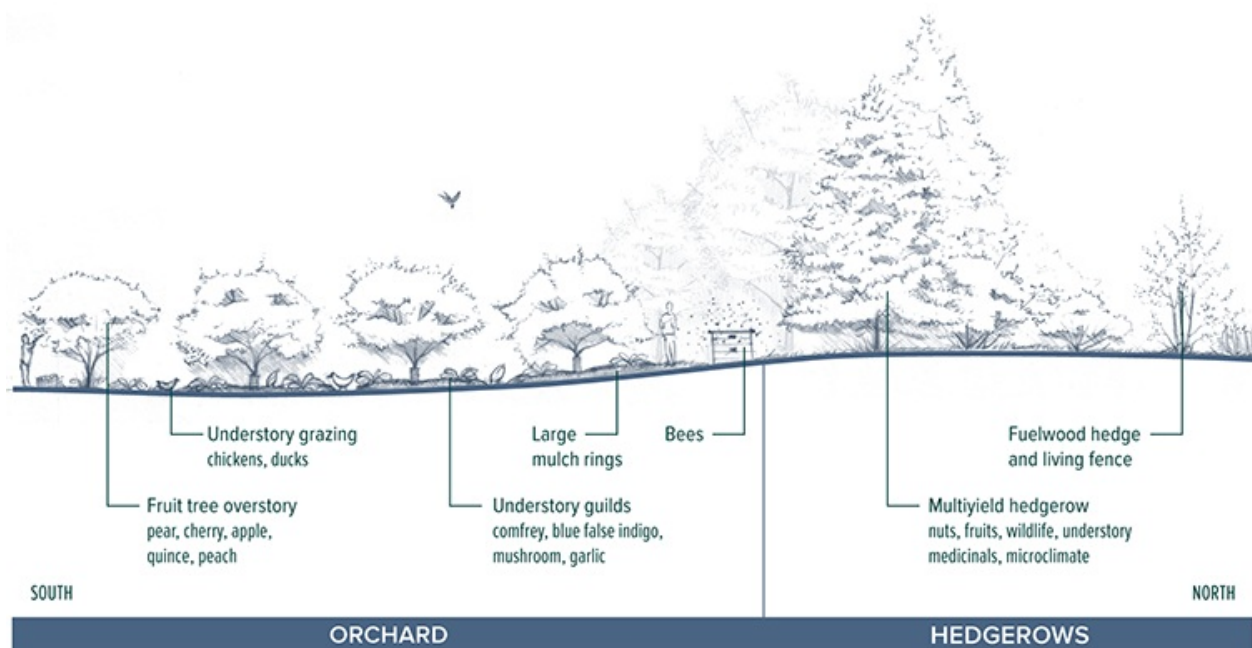 Understory grazing
chickens, ducks
Large
mulch rings
Bees
Fuelwood hedge
and living fence
Fruit tree overstory
pear, cherry, apple,
quince, peach
Understory guilds
comfrey, blue false indigo,
mushroom, garlic
Multiyield hedgerow
nuts, fruits, wildlife, understory
medicinals, microclimate
SOUTH
NORTH
ORCHARD
HEDGEROWS